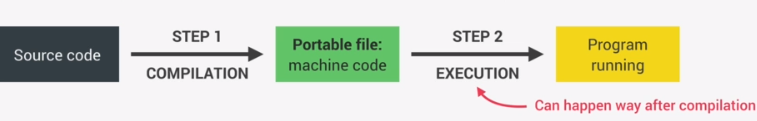 Source code
STEP 1
COMPILATION
Portable file:
machine code
STEP 2
EXECUTION
Program
running
Can happen way after compilation